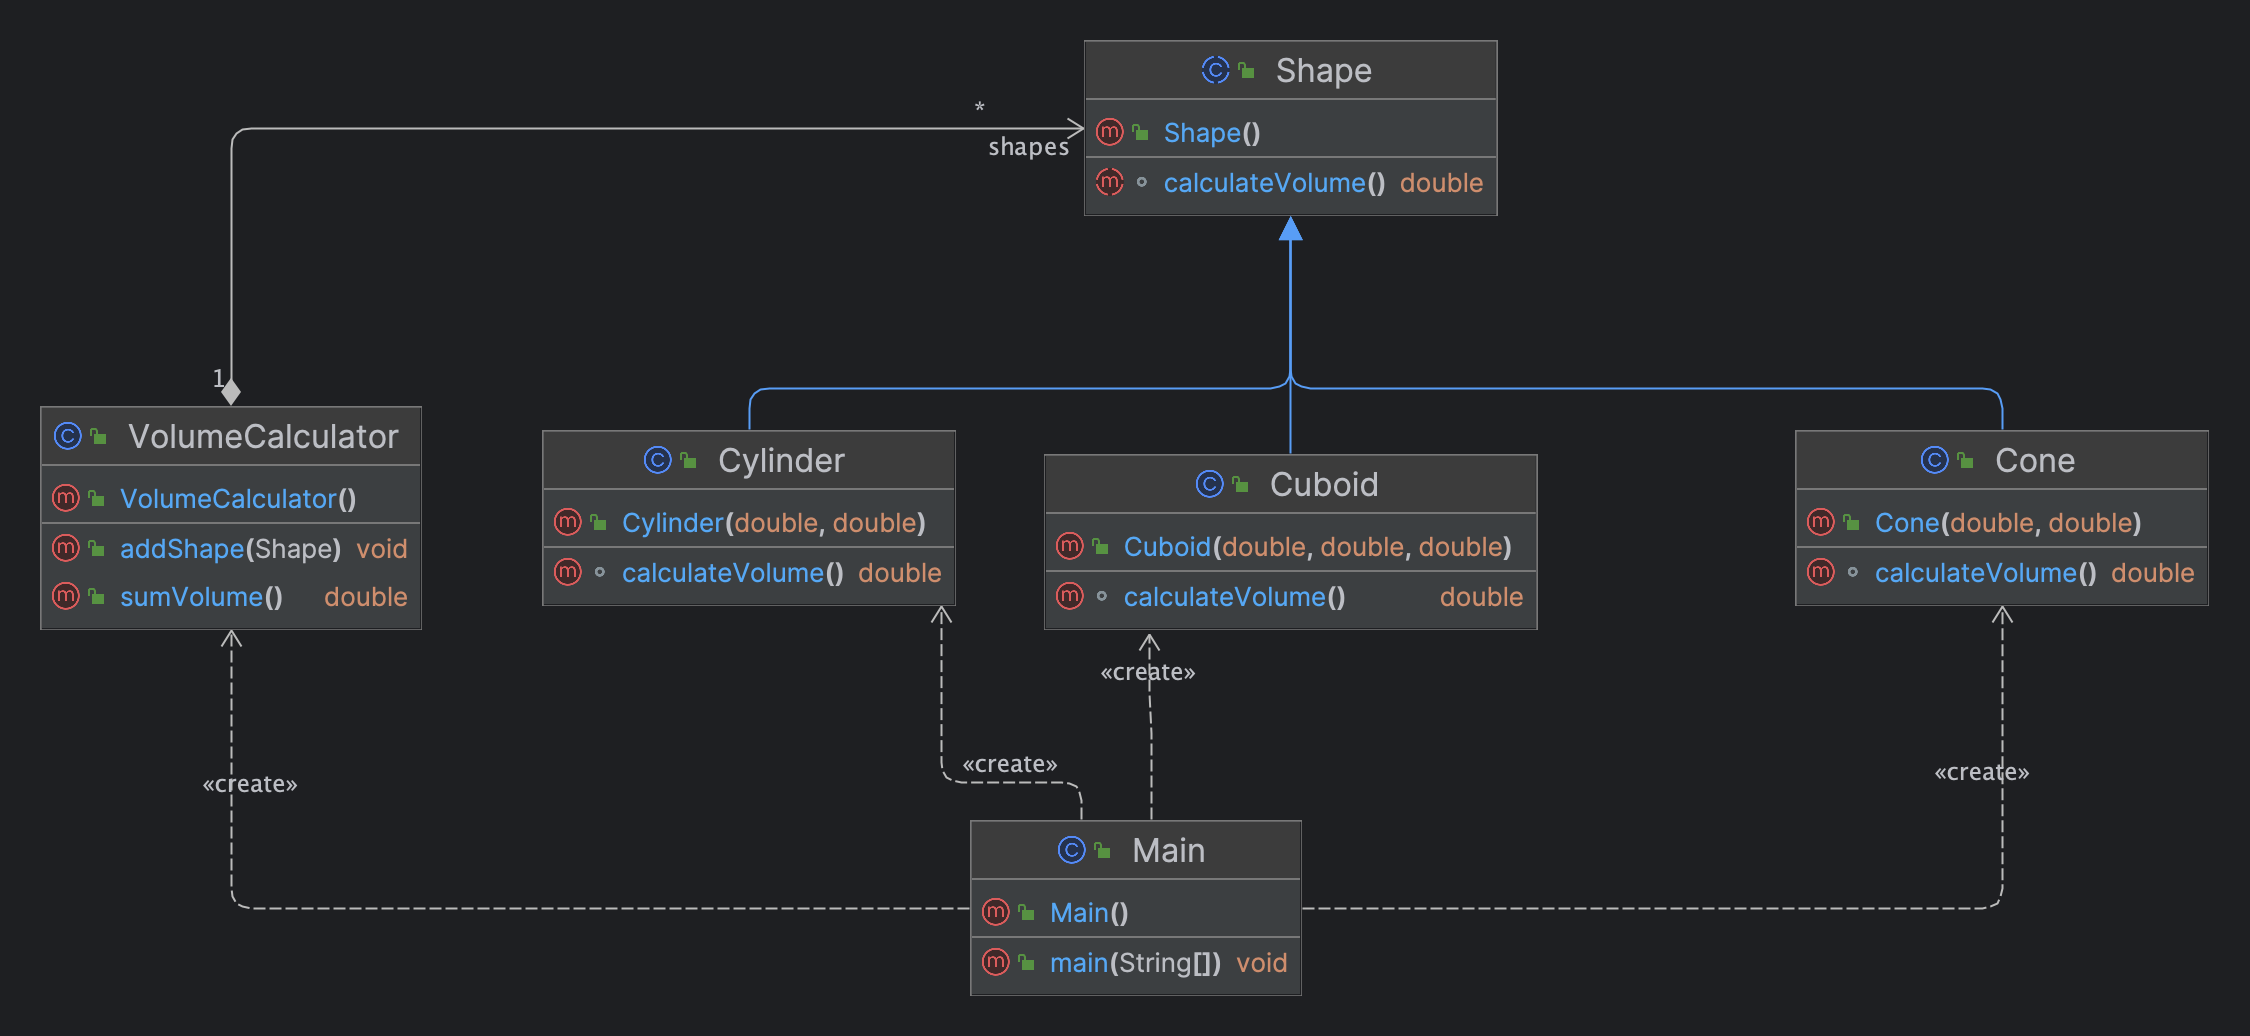 Shape
Shape()
calculateVolume() double
*
shapes
1
VolumeCalculator
VolumeCalculator()
addShape(Shape) void
sumVolume() double
Cylinder
Cylinder(double, double)
calculateVolume() double
Cuboid
Cuboid(double, double, double)
calculateVolume() double
Cone
Cone(double, double)
calculateVolume() double
«create»
«create»
«create»
«create»
Main
Main()
main(String[]) void